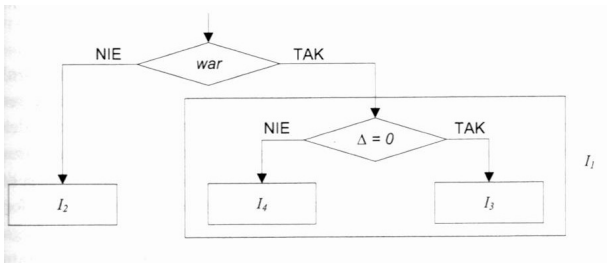 NIE
war
TAK
NIE
Δ = 0
TAK
I₁
I₂
I₄
I₃